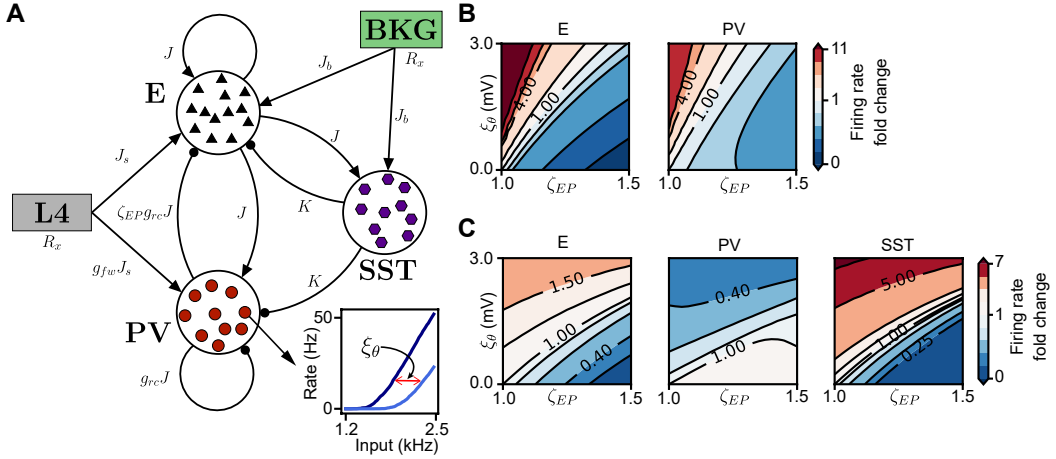 A
J
BKG
R_x
E
J_b
J_b
J
J_s
L4
R_x
ζ_EP g_rc J
J
K
SST
g_fw J_s
K
PV
g_rc J
50
0
Rate (Hz)
ξ_θ
1.2
2.5
Input (kHz)
B
E
PV
3.0
0.0
ξ_θ (mV)
4.00
1.00
4.00
1.00
1.0
ζ_EP
1.5
1.0
ζ_EP
1.5
11
1
0
Firing rate
fold change
C
E
PV
SST
3.0
0.0
ξ_θ (mV)
1.50
1.00
0.40
0.40
1.00
5.00
1.00
0.25
1.0
ζ_EP
1.5
1.0
ζ_EP
1.5
1.0
ζ_EP
1.5
7
1
0
Firing rate
fold change